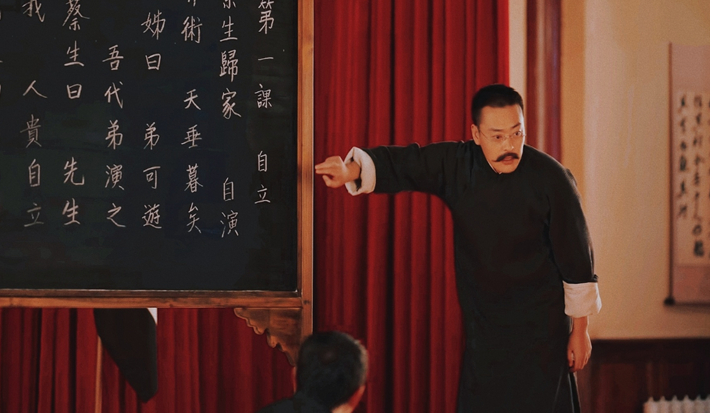 第一課 自立
生歸家 自演
術 天垂暮矣
姊曰 弟可遊
吾代弟演之
蔡生曰 先生
我 人貴自立